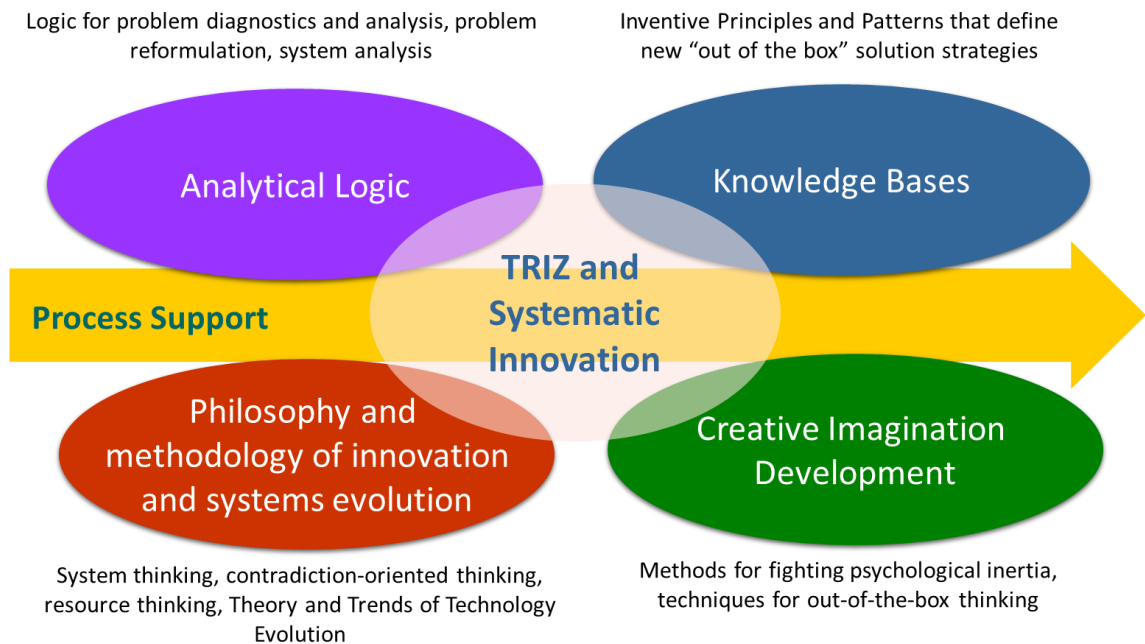 Logic for problem diagnostics and analysis, problem
reformulation, system analysis
Inventive Principles and Patterns that define
new “out of the box” solution strategies
Analytical Logic
Knowledge Bases
TRIZ and
Systematic
Innovation
Process Support
Philosophy and
methodology of innovation
and systems evolution
Creative Imagination
Development
System thinking, contradiction-oriented thinking,
resource thinking, Theory and Trends of Technology
Evolution
Methods for fighting psychological inertia,
techniques for out-of-the-box thinking